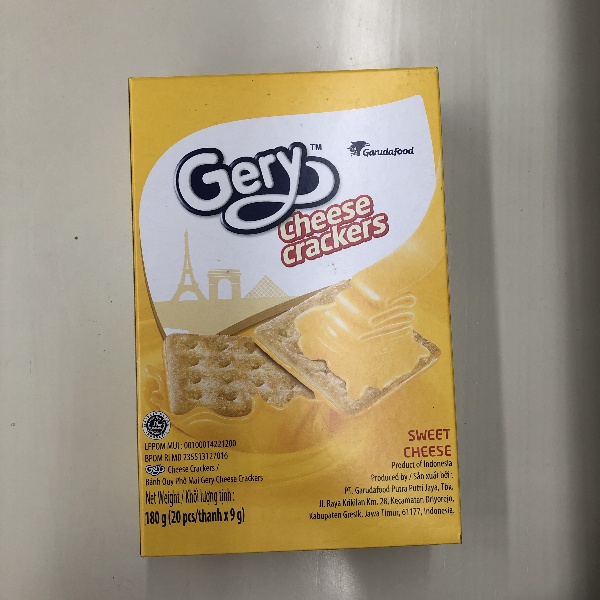 Gery™
GarudaFood
cheese
crackers
SWEET
CHEESE
LPPOM MUI : 00100014221200
BPOM RI MD 235513127016
Gery Cheese Crackers /
Bánh Quy Phô Mai Gery Cheese Crackers
Net Weight / Khối lượng tịnh :
180 g (20 pcs/thanh x 9 g)
Product of Indonesia
Produced by / Sản xuất bởi :
PT. Garudafood Putra Putri Jaya, Tbk.
Jl. Raya Krikilan Km. 28, Kecamatan Driyorejo,
Kabupaten Gresik, Jawa Timur, 61177, Indonesia.